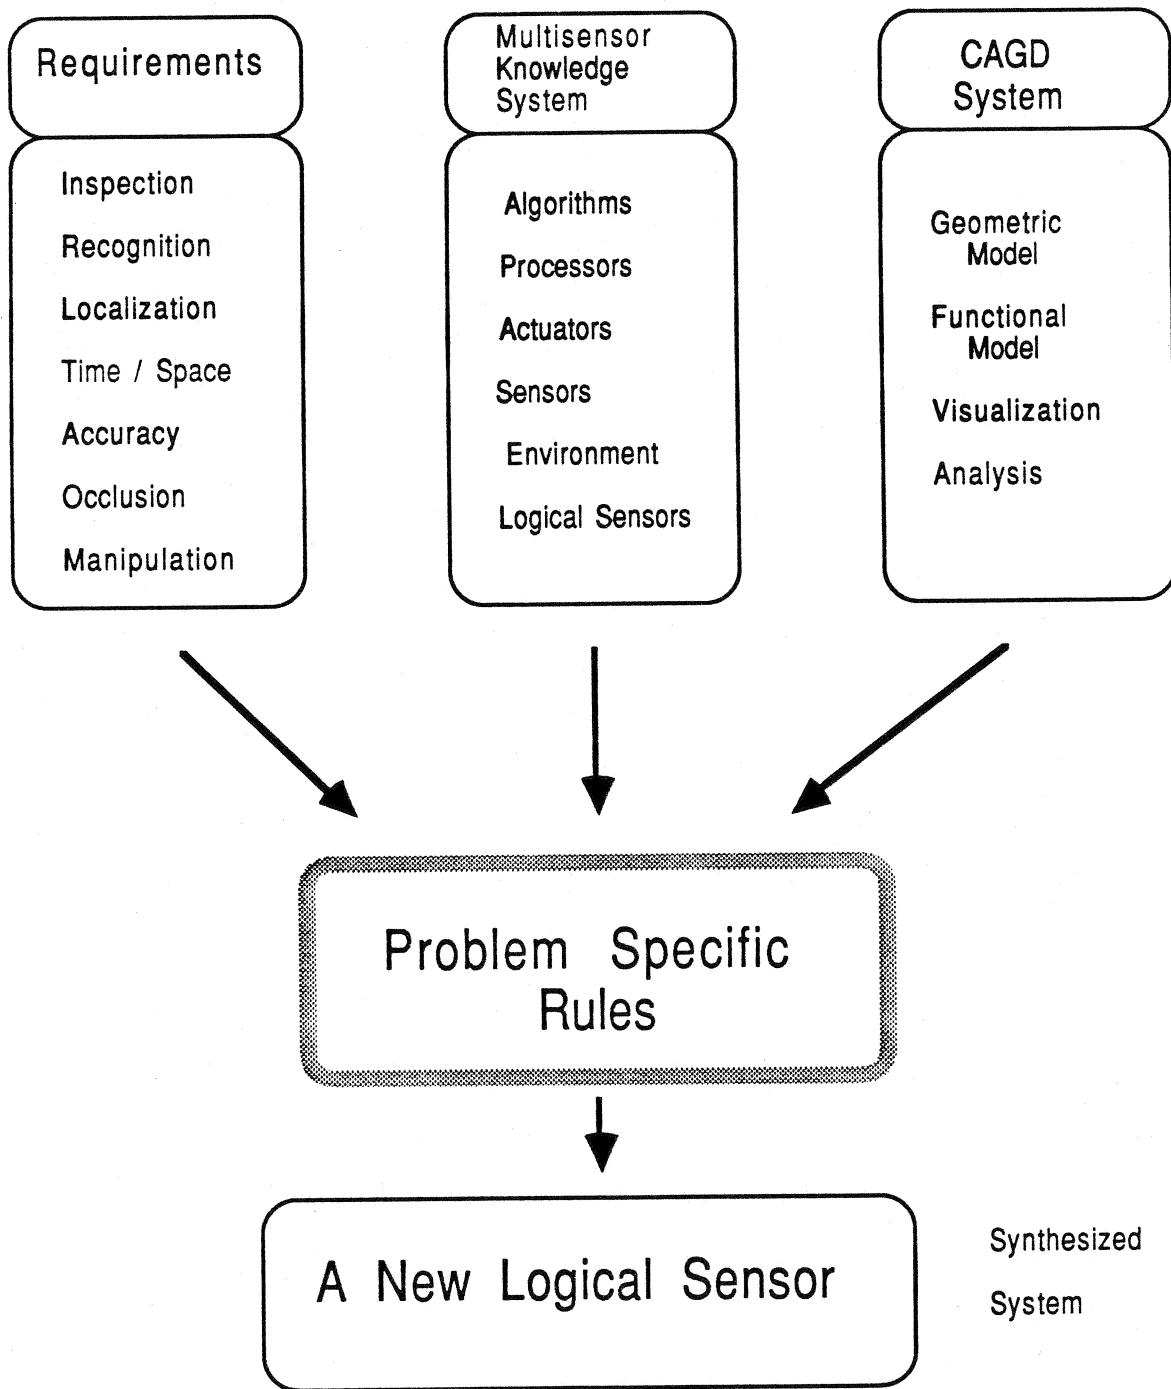 Requirements
Inspection
Recognition
Localization
Time / Space
Accuracy
Occlusion
Manipulation
Multisensor
Knowledge
System
Algorithms
Processors
Actuators
Sensors
Environment
Logical Sensors
CAGD
System
Geometric
Model
Functional
Model
Visualization
Analysis
Problem Specific
Rules
A New Logical Sensor
Synthesized
System